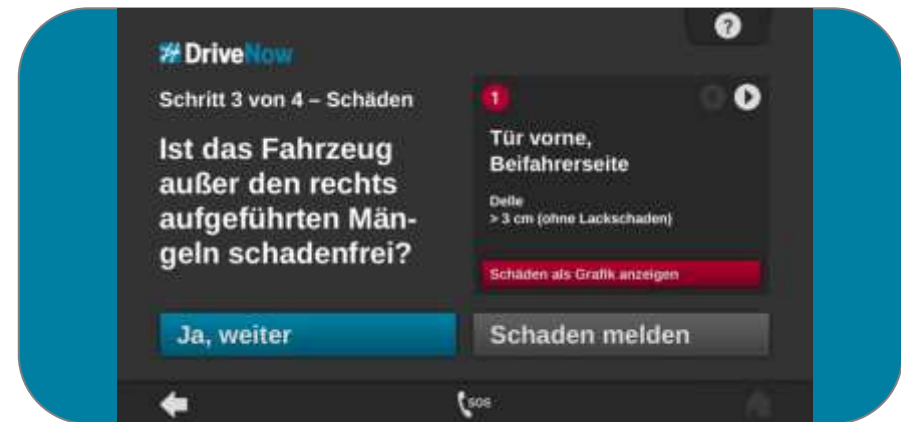 DriveNow
?
Schritt 3 von 4 – Schäden
Ist das Fahrzeug
außer den rechts
aufgeführten Män-
geln schadenfrei?
1
Tür vorne,
Beifahrerseite
Delle
> 3 cm (ohne Lackschaden)
Schäden als Grafik anzeigen
Ja, weiter
Schaden melden
SOS